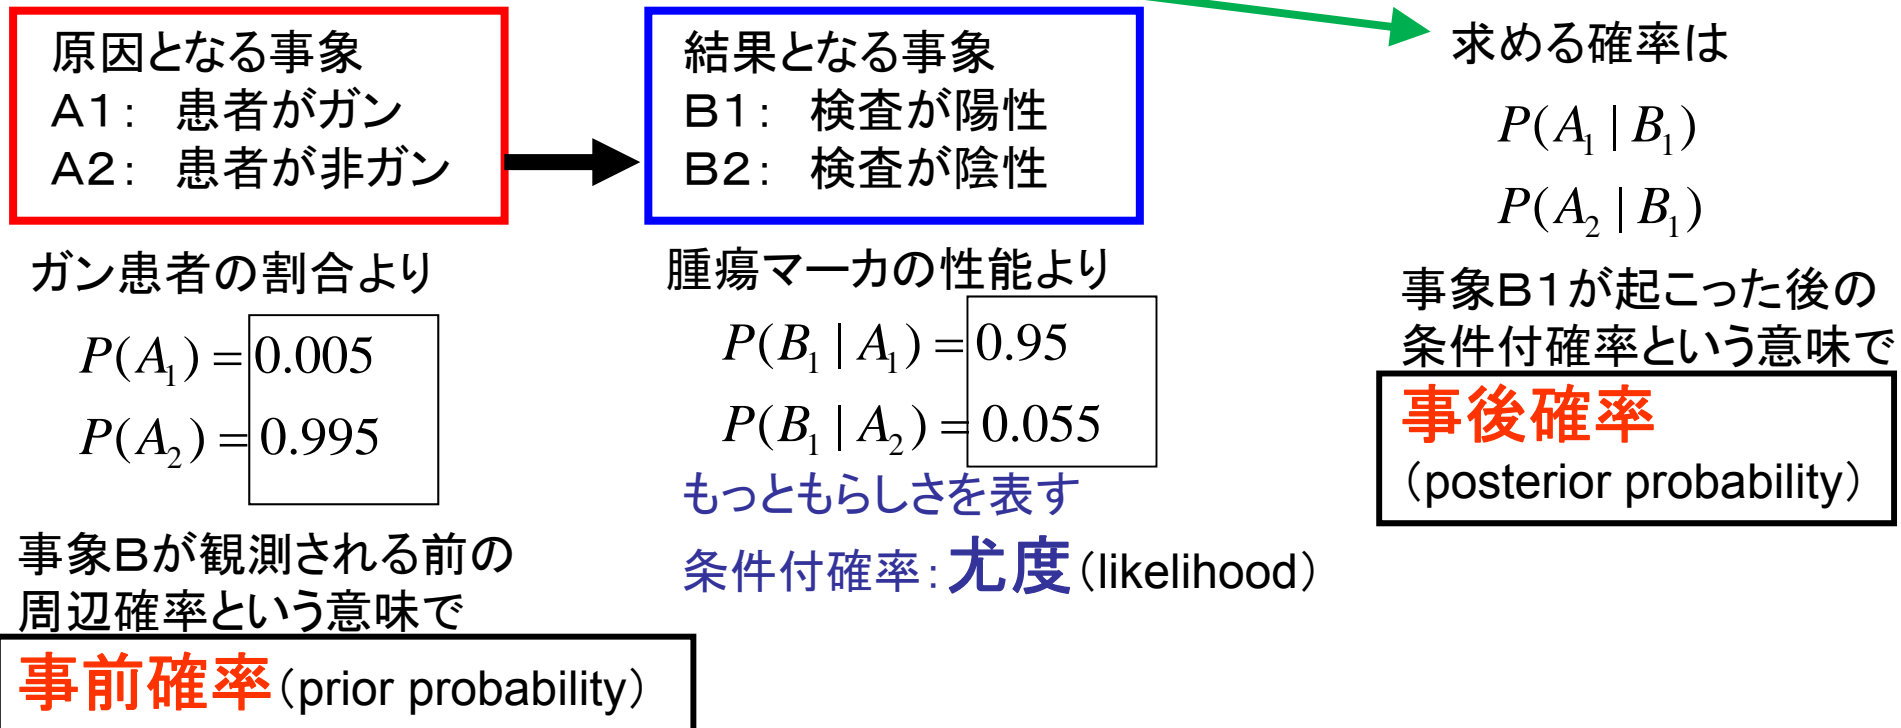 原因となる事象
A1： 患者がガン
A2： 患者が非ガン
ガン患者の割合より
P(A₁) = 0.005
P(A₂) = 0.995
事象Bが観測される前の
周辺確率という意味で
事前確率（prior probability）
結果となる事象
B1： 検査が陽性
B2： 検査が陰性
腫瘍マーカの性能より
P(B₁ | A₁) = 0.95
P(B₁ | A₂) = 0.055
もっともらしさを表す
条件付確率：尤度（likelihood）
求める確率は
P(A₁ | B₁)
P(A₂ | B₁)
事象B1が起こった後の
条件付確率という意味で
事後確率
（posterior probability）